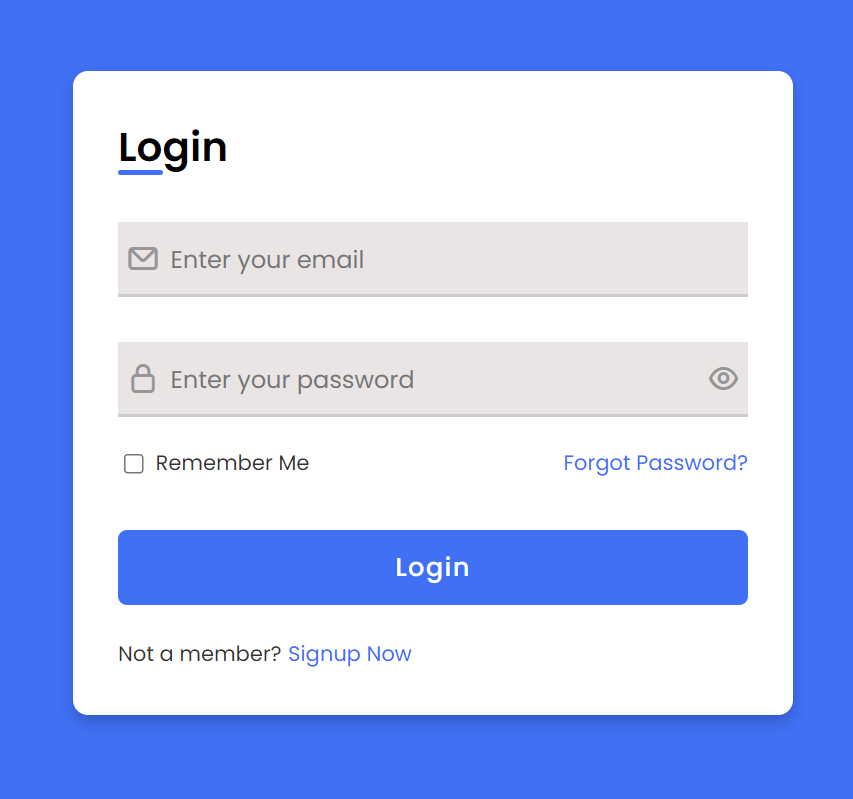 Login
Enter your email
Enter your password
Remember Me Forgot Password?
Login
Not a member? Signup Now